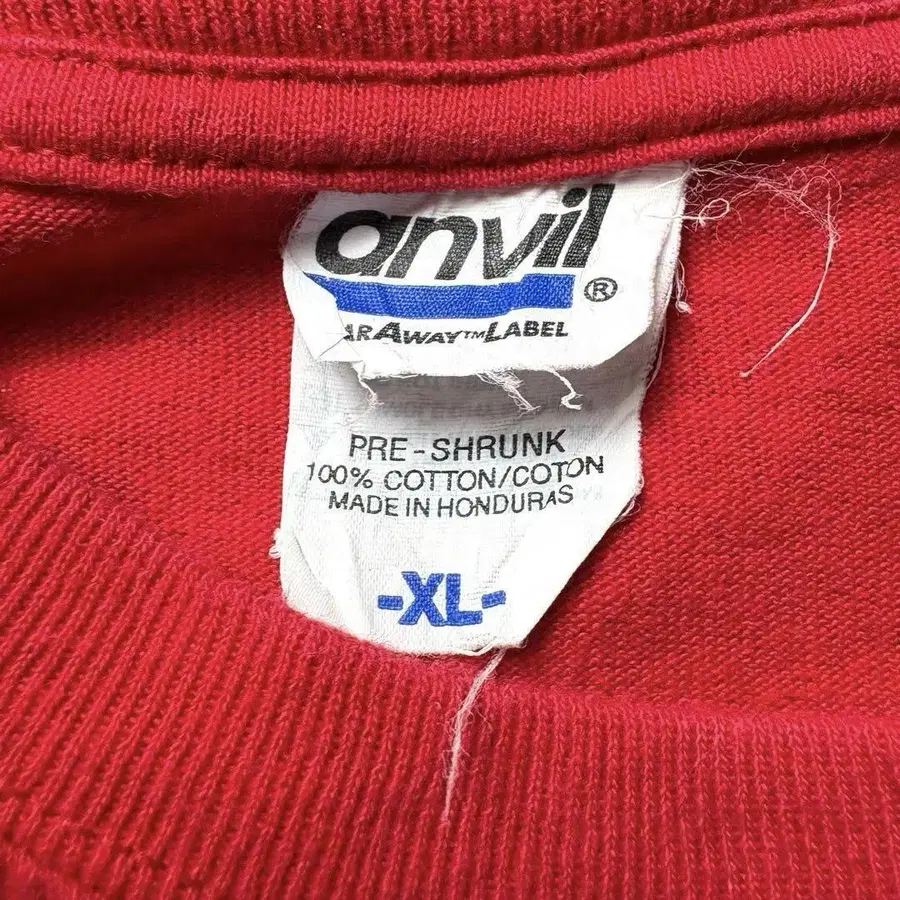 anvil
®
ARAWAY™LABEL
PRE-SHRUNK
100% COTTON/COTON
MADE IN HONDURAS
-XL-